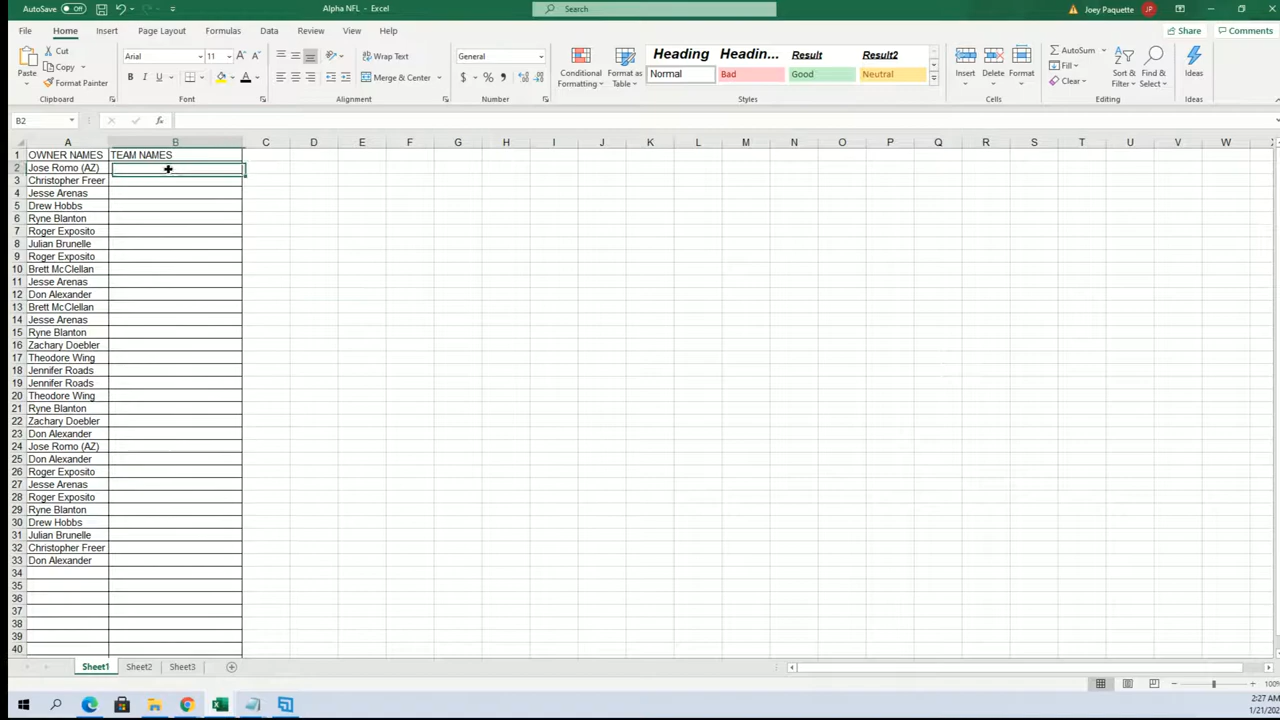 AutoSave Off Alpha NFL - Excel Search Joey Paquette JP
File Home Insert Page Layout Formulas Data Review View Help Share Comments
Paste Cut Copy Format Painter Clipboard
Arial 11 B I U A Font
Wrap Text Merge & Center Alignment
General $ % Number
Conditional Formatting Format as Table
Heading Headin... Result Result2
Normal Bad Good Neutral
Styles
Insert Delete Format Cells
AutoSum Fill Clear Sort & Filter Find & Select Editing
Ideas Ideas
B2 fx
A B C D E F G H I J K L M N O P Q R S T U V W
1 OWNER NAMES TEAM NAMES
2 Jose Romo (AZ)
3 Christopher Freer
4 Jesse Arenas
5 Drew Hobbs
6 Ryne Blanton
7 Roger Exposito
8 Julian Brunelle
9 Roger Exposito
10 Brett McClellan
11 Jesse Arenas
12 Don Alexander
13 Brett McClellan
14 Jesse Arenas
15 Ryne Blanton
16 Zachary Doebler
17 Theodore Wing
18 Jennifer Roads
19 Jennifer Roads
20 Theodore Wing
21 Ryne Blanton
22 Zachary Doebler
23 Don Alexander
24 Jose Romo (AZ)
25 Don Alexander
26 Roger Exposito
27 Jesse Arenas
28 Roger Exposito
29 Ryne Blanton
30 Drew Hobbs
31 Julian Brunelle
32 Christopher Freer
33 Don Alexander
34
35
36
37
38
39
40
Sheet1 Sheet2 Sheet3
100%
2:27 AM